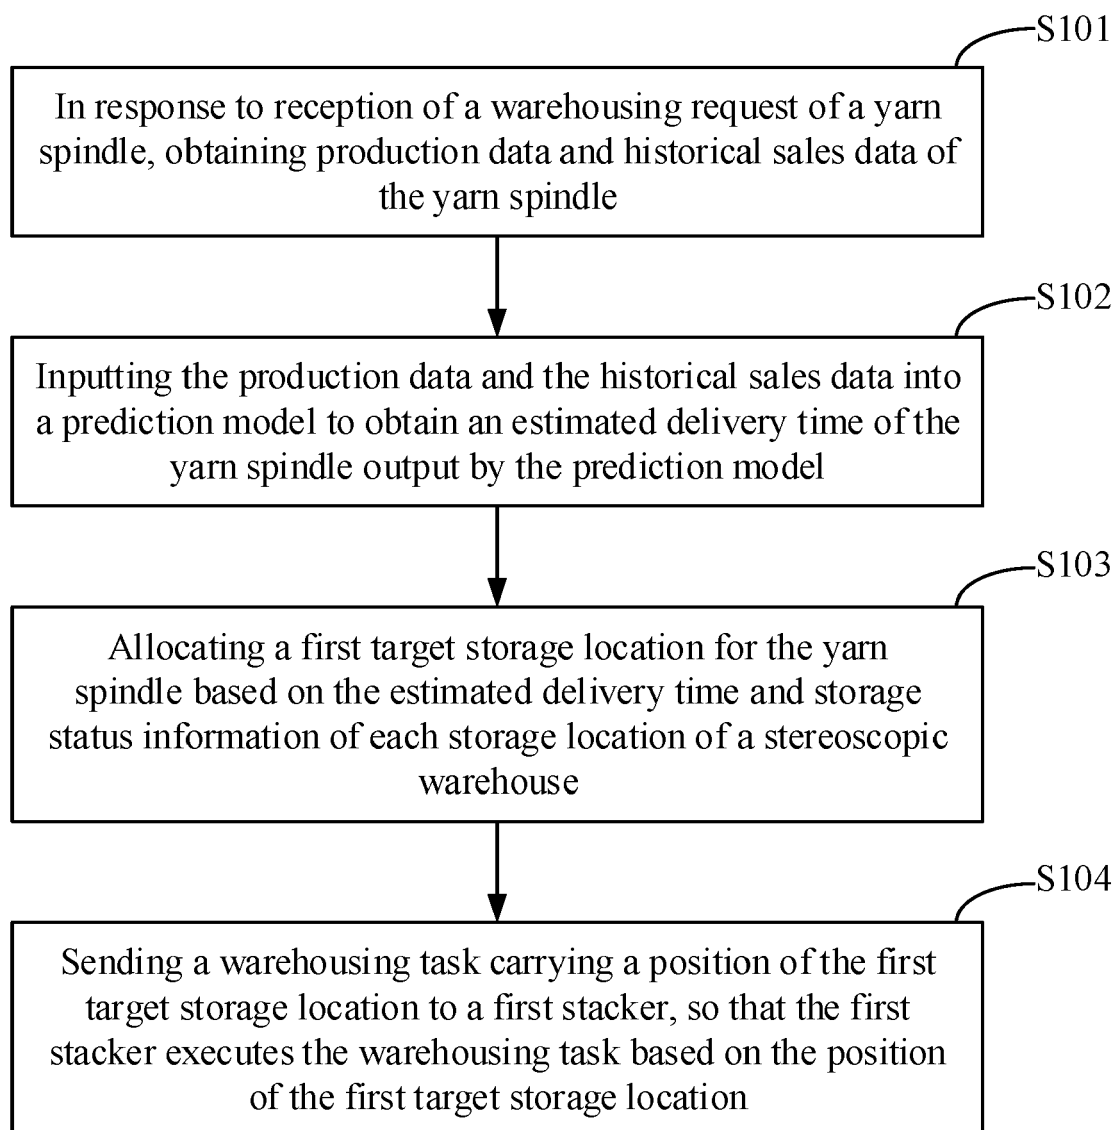 S101
In response to reception of a warehousing request of a yarn
spindle, obtaining production data and historical sales data of
the yarn spindle
S102
Inputting the production data and the historical sales data into
a prediction model to obtain an estimated delivery time of the
yarn spindle output by the prediction model
S103
Allocating a first target storage location for the yarn
spindle based on the estimated delivery time and storage
status information of each storage location of a stereoscopic
warehouse
S104
Sending a warehousing task carrying a position of the first
target storage location to a first stacker, so that the first
stacker executes the warehousing task based on the position
of the first target storage location